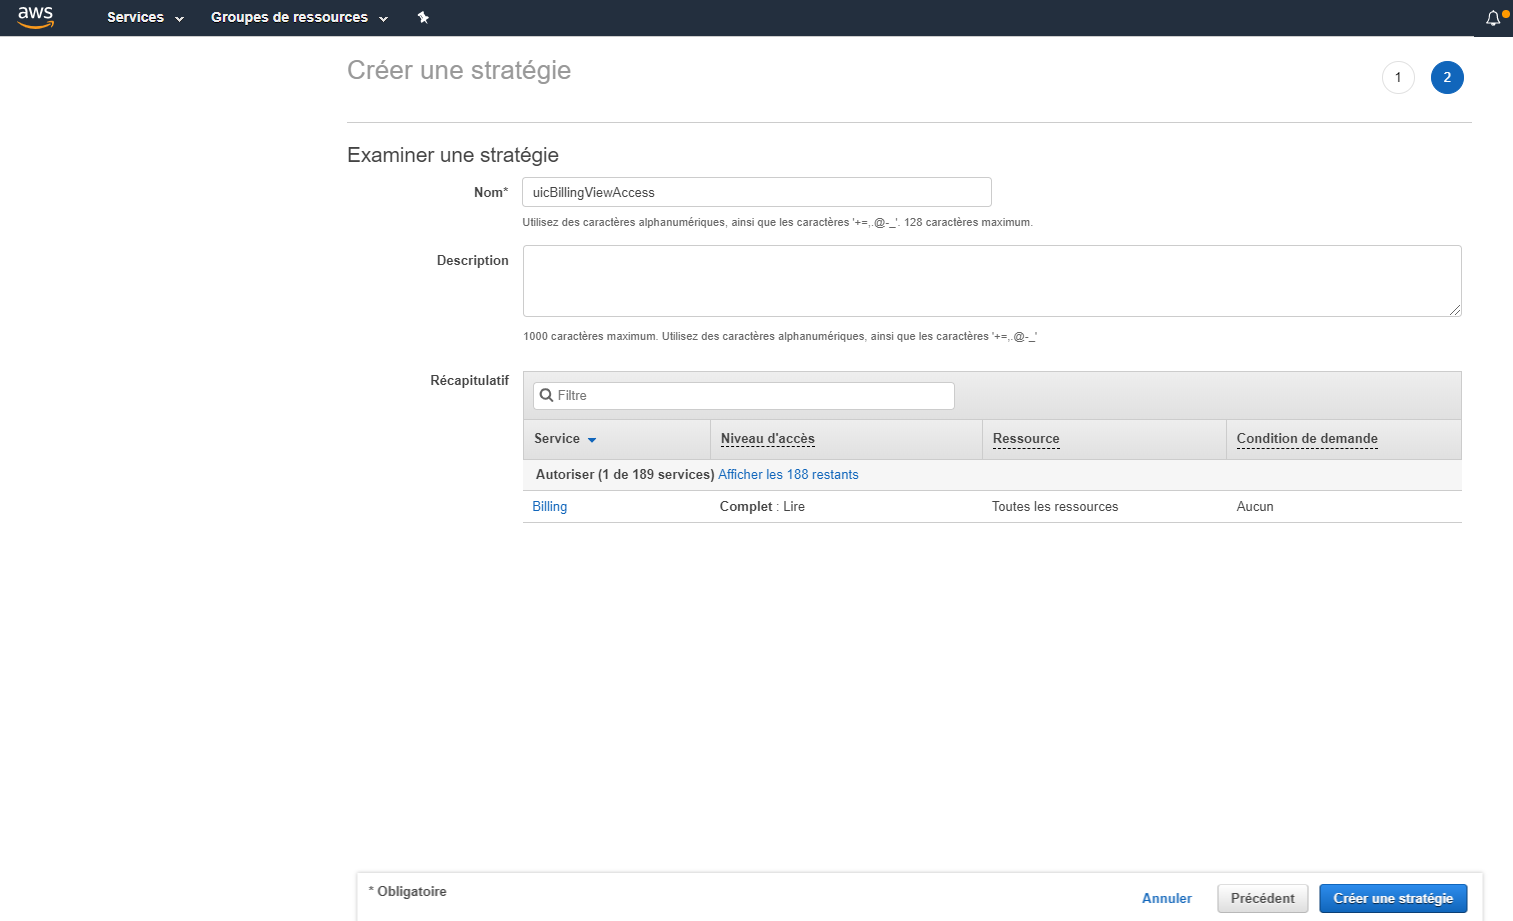 aws Services Groupes de ressources
Créer une stratégie 1 2
Examiner une stratégie
Nom* uicBillingViewAccess
Utilisez des caractères alphanumériques, ainsi que les caractères '+=,.@-_'. 128 caractères maximum.
Description
1000 caractères maximum. Utilisez des caractères alphanumériques, ainsi que les caractères '+=,.@-_'
Récapitulatif Filtre
Service Niveau d'accès Ressource Condition de demande
Autoriser (1 de 189 services) Afficher les 188 restants
Billing Complet : Lire Toutes les ressources Aucun
* Obligatoire Annuler Précédent Créer une stratégie